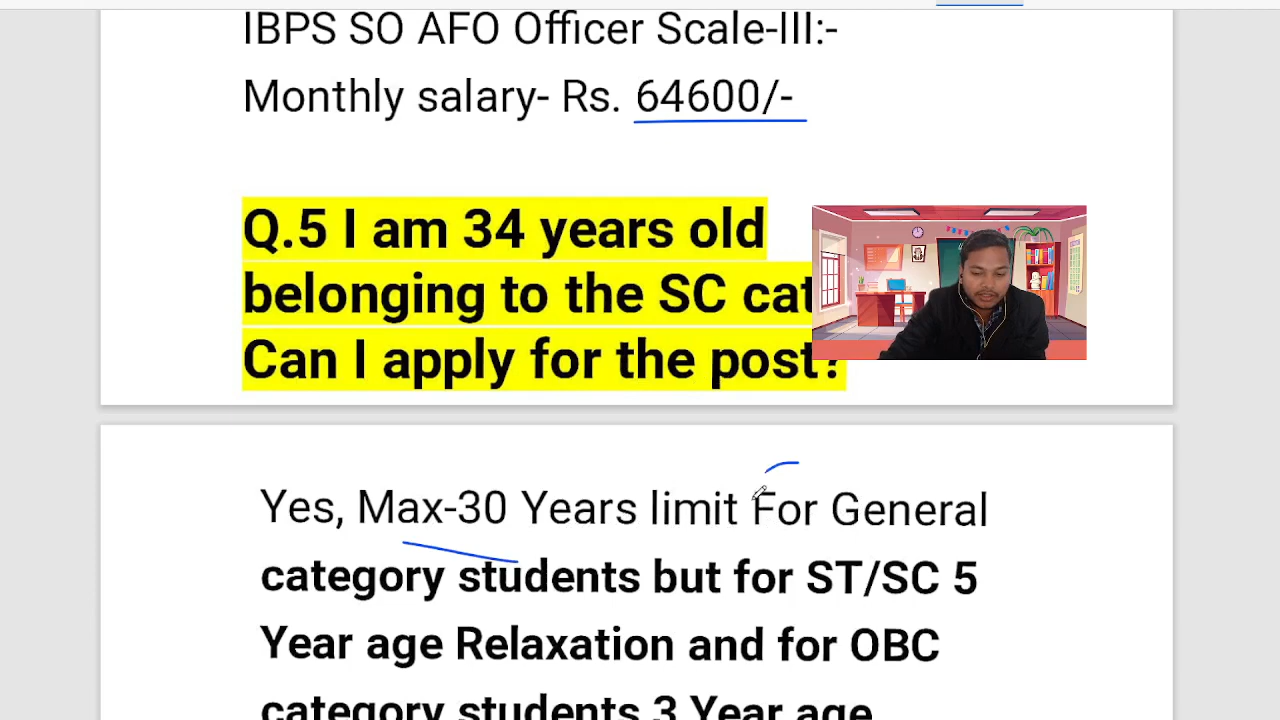 IBPS SO AFO Officer Scale-III:-
Monthly salary- Rs. 64600/-
Q.5 I am 34 years old
belonging to the SC cat
Can I apply for the post?
Yes, Max-30 Years limit For General
category students but for ST/SC 5
Year age Relaxation and for OBC
category students 3 Year age